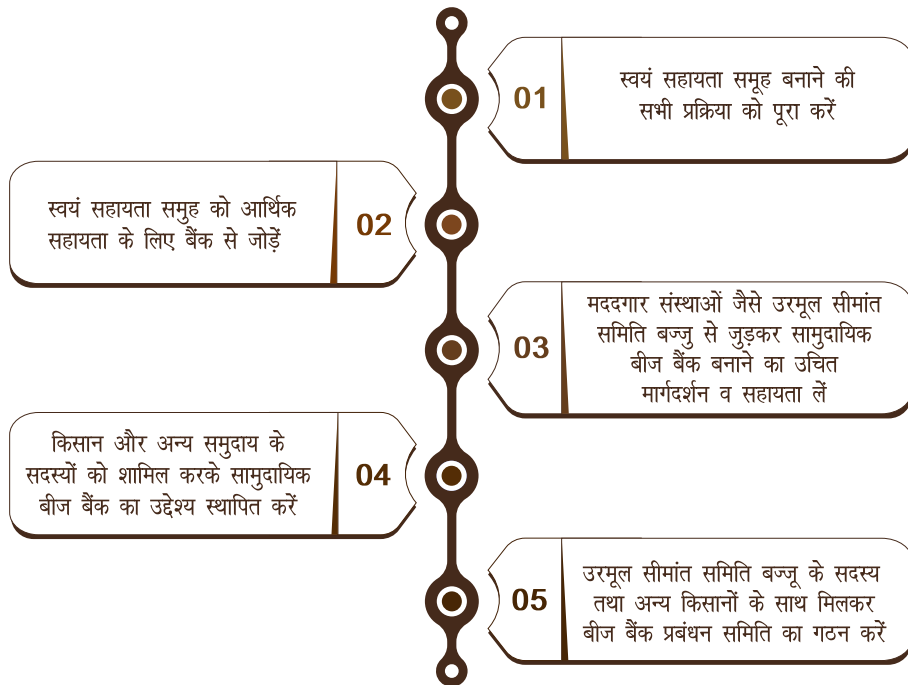 01
स्वयं सहायता समूह बनाने की
सभी प्रक्रिया को पूरा करें
02
स्वयं सहायता समुह को आर्थिक
सहायता के लिए बैंक से जोड़ें
03
मददगार संस्थाओं जैसे उरमूल सीमांत
समिति बज्जु से जुड़कर सामुदायिक
बीज बैंक बनाने का उचित
मार्गदर्शन व सहायता लें
04
किसान और अन्य समुदाय के
सदस्यों को शामिल करके सामुदायिक
बीज बैंक का उद्देश्य स्थापित करें
05
उरमूल सीमांत समिति बज्जू के सदस्य
तथा अन्य किसानों के साथ मिलकर
बीज बैंक प्रबंधन समिति का गठन करें